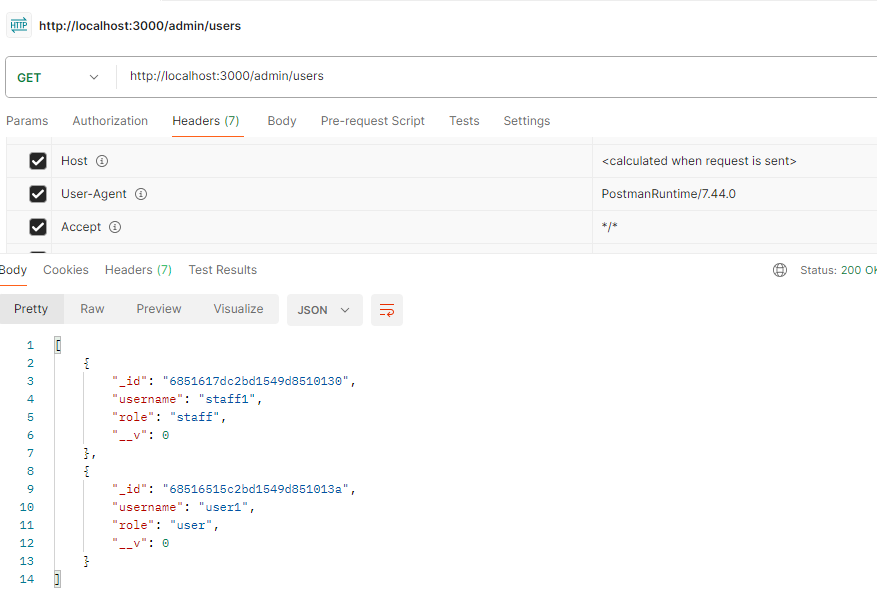 HTTP http://localhost:3000/admin/users
GET http://localhost:3000/admin/users
Params Authorization Headers (7) Body Pre-request Script Tests Settings
Host <calculated when request is sent>
User-Agent PostmanRuntime/7.44.0
Accept */*
Body Cookies Headers (7) Test Results Status: 200 OK
Pretty Raw Preview Visualize JSON
1 [
2 {
3 "_id": "6851617dc2bd1549d8510130",
4 "username": "staff1",
5 "role": "staff",
6 "__v": 0
7 },
8 {
9 "_id": "68516515c2bd1549d851013a",
10 "username": "user1",
11 "role": "user",
12 "__v": 0
13 }
14 ]